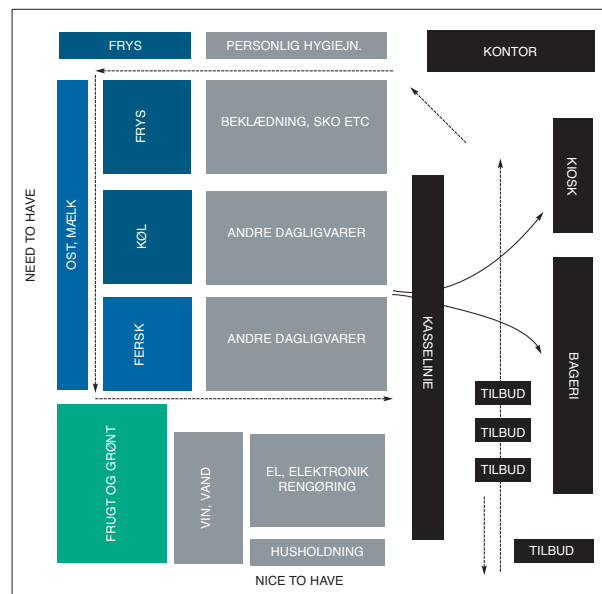 FRYS
PERSONLIG HYGIEJN.
KONTOR
FRYS
BEKLÆDNING, SKO ETC
KIOSK
NEED TO HAVE
OST, MÆLK
KØL
ANDRE DAGLIGVARER
FERSK
ANDRE DAGLIGVARER
KASSELINIE
BAGERI
TILBUD
TILBUD
TILBUD
FRUGT OG GRØNT
VIN, VAND
EL, ELEKTRONIK
RENGØRING
HUSHOLDNING
TILBUD
NICE TO HAVE